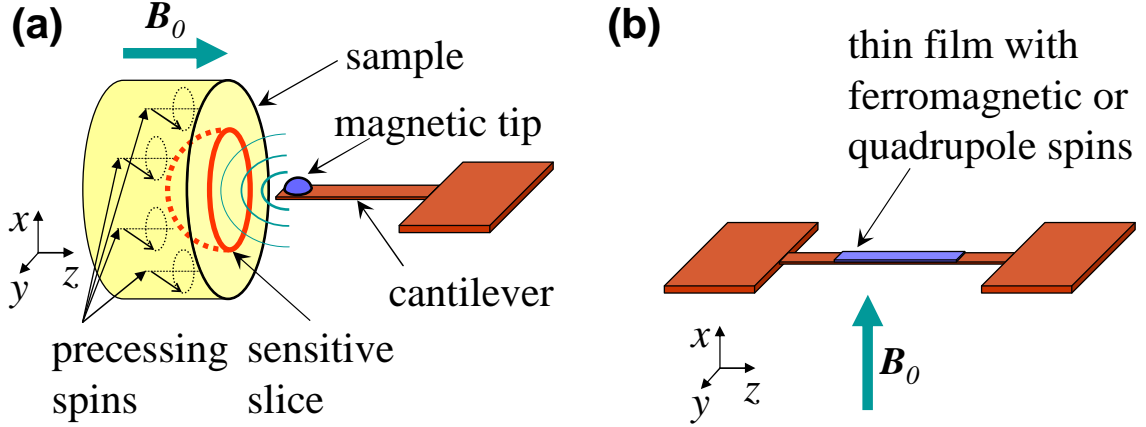 (a)
B0
sample
magnetic tip
x
y
z
cantilever
precessing
spins
sensitive
slice
(b)
thin film with
ferromagnetic or
quadrupole spins
x
y
z
B0